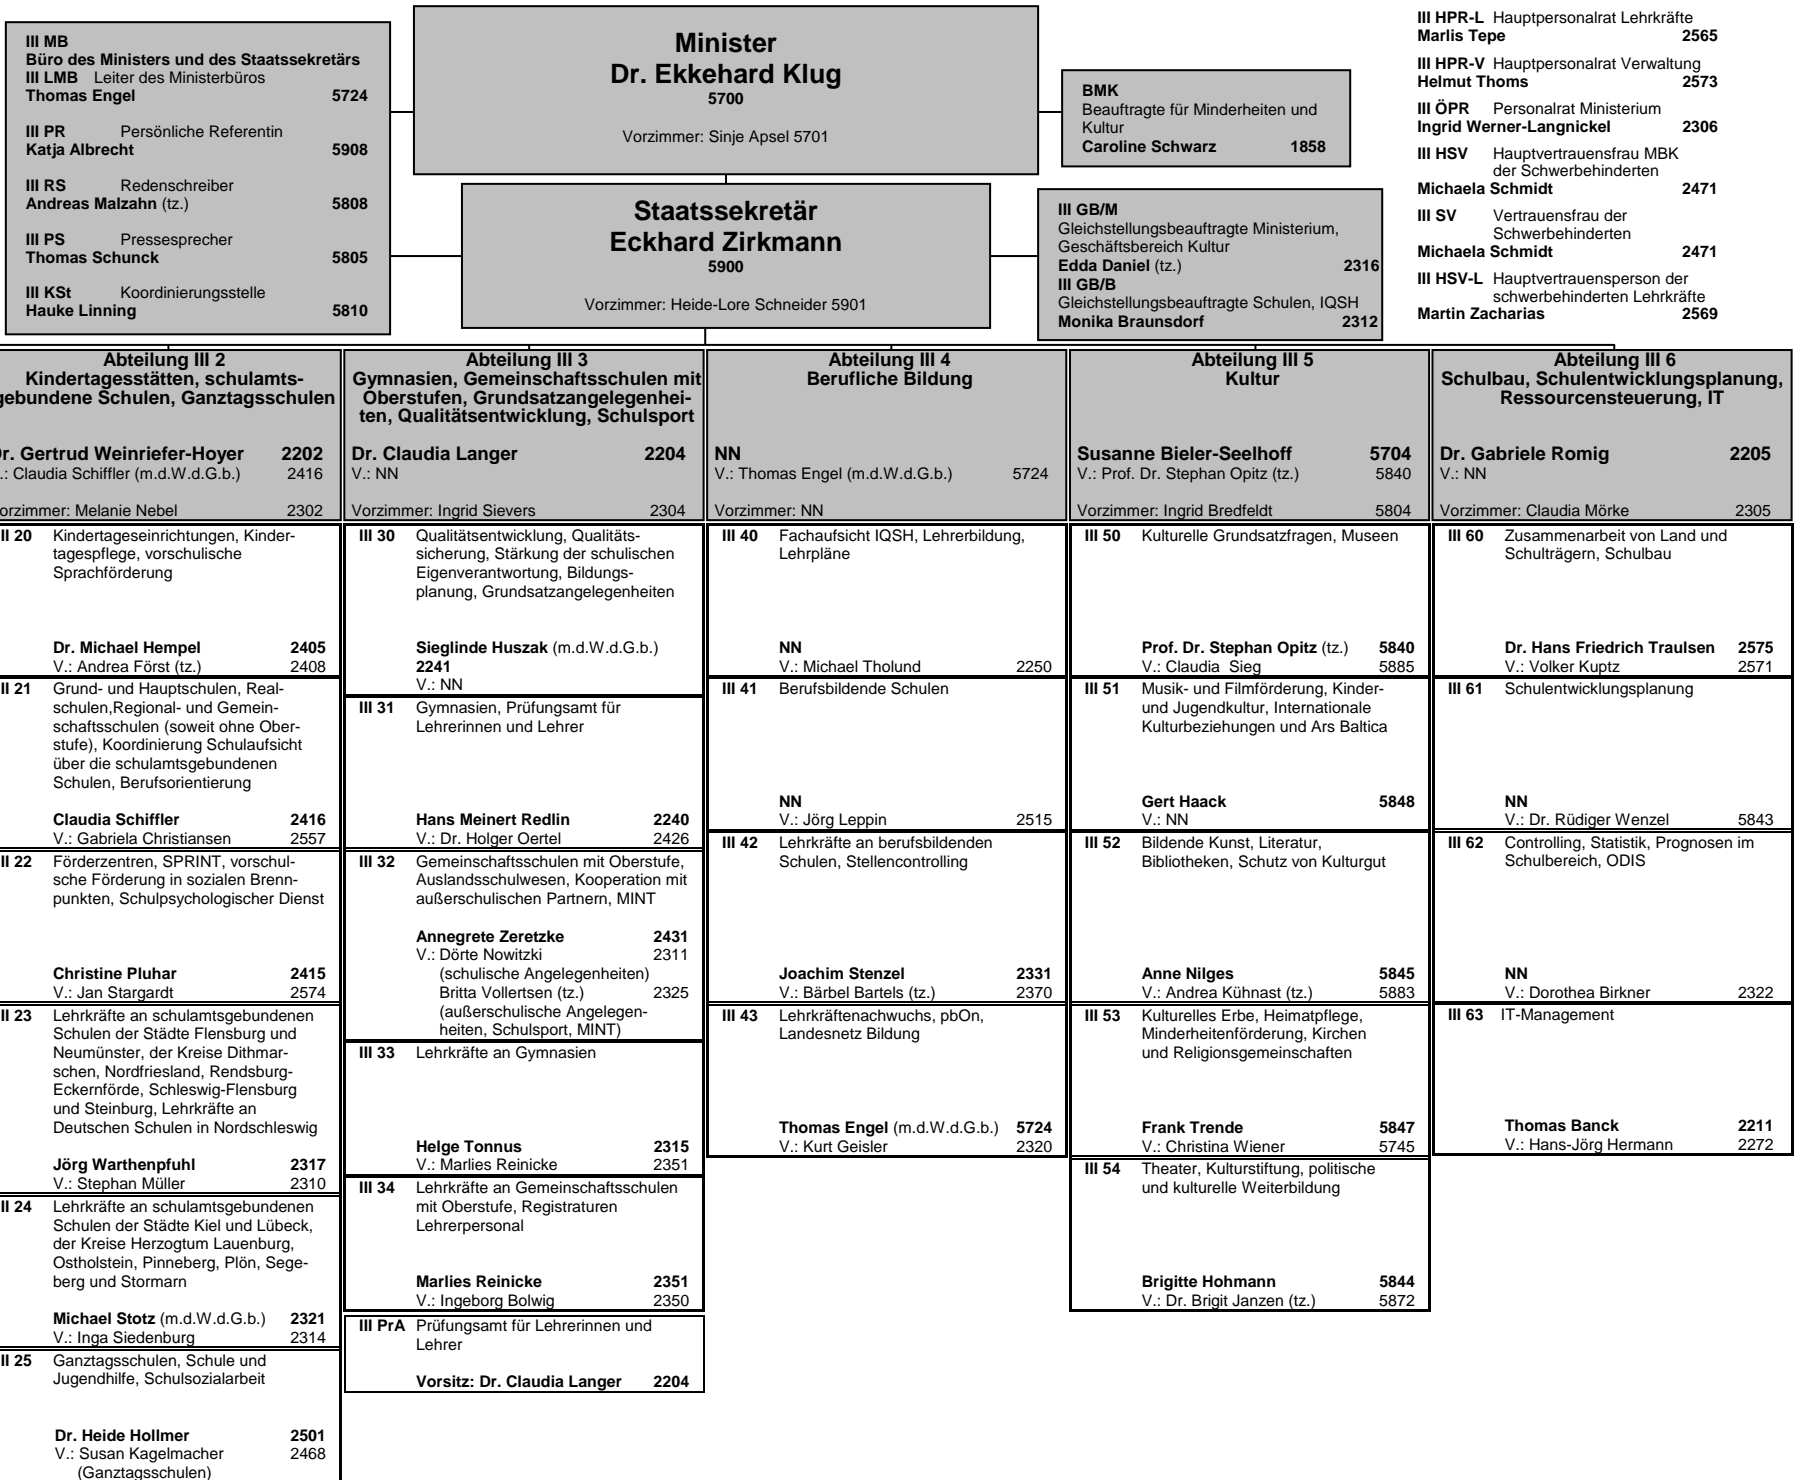 III MB
Büro des Ministers und des Staatssekretärs
III LMB Leiter des Ministerbüros
Thomas Engel 5724
III PR Persönliche Referentin
Katja Albrecht 5908
III RS Redenschreiber
Andreas Malzahn (tz.) 5808
III PS Pressesprecher
Thomas Schunck 5805
III KSt Koordinierungsstelle
Hauke Linning 5810
Minister
Dr. Ekkehard Klug
5700
Vorzimmer: Sinje Apsel 5701
Staatssekretär
Eckhard Zirkmann
5900
Vorzimmer: Heide-Lore Schneider 5901
BMK
Beauftragte für Minderheiten und
Kultur
Caroline Schwarz 1858
III GB/M
Gleichstellungsbeauftragte Ministerium,
Geschäftsbereich Kultur
Edda Daniel (tz.) 2316
III GB/B
Gleichstellungsbeauftragte Schulen, IQSH
Monika Braunsdorf 2312
III HPR-L Hauptpersonalrat Lehrkräfte
Marlis Tepe 2565
III HPR-V Hauptpersonalrat Verwaltung
Helmut Thoms 2573
III ÖPR Personalrat Ministerium
Ingrid Werner-Langnickel 2306
III HSV Hauptvertrauensfrau MBK
der Schwerbehinderten
Michaela Schmidt 2471
III SV Vertrauensfrau der
Schwerbehinderten
Michaela Schmidt 2471
III HSV-L Hauptvertrauensperson der
schwerbehinderten Lehrkräfte
Martin Zacharias 2569
Abteilung III 2
Kindertagesstätten, schulamts-
gebundene Schulen, Ganztagsschulen
Dr. Gertrud Weinriefer-Hoyer 2202
.: Claudia Schiffler (m.d.W.d.G.b.) 2416
orzimmer: Melanie Nebel 2302
II 20 Kindertageseinrichtungen, Kinder-
tagespflege, vorschulische
Sprachförderung
Dr. Michael Hempel 2405
V.: Andrea Först (tz.) 2408
II 21 Grund- und Hauptschulen, Real-
schulen,Regional- und Gemein-
schaftsschulen (soweit ohne Ober-
stufe), Koordinierung Schulaufsicht
über die schulamtsgebundenen
Schulen, Berufsorientierung
Claudia Schiffler 2416
V.: Gabriela Christiansen 2557
II 22 Förderzentren, SPRINT, vorschul-
sche Förderung in sozialen Brenn-
punkten, Schulpsychologischer Dienst
Christine Pluhar 2415
V.: Jan Stargardt 2574
II 23 Lehrkräfte an schulamtsgebundenen
Schulen der Städte Flensburg und
Neumünster, der Kreise Dithmar-
schen, Nordfriesland, Rendsburg-
Eckernförde, Schleswig-Flensburg
und Steinburg, Lehrkräfte an
Deutschen Schulen in Nordschleswig
Jörg Warthenpfuhl 2317
V.: Stephan Müller 2310
II 24 Lehrkräfte an schulamtsgebundenen
Schulen der Städte Kiel und Lübeck,
der Kreise Herzogtum Lauenburg,
Ostholstein, Pinneberg, Plön, Sege-
berg und Stormarn
Michael Stotz (m.d.W.d.G.b.) 2321
V.: Inga Siedenburg 2314
II 25 Ganztagsschulen, Schule und
Jugendhilfe, Schulsozialarbeit
Dr. Heide Hollmer 2501
V.: Susan Kagelmacher 2468
(Ganztagsschulen)
Abteilung III 3
Gymnasien, Gemeinschaftsschulen mit
Oberstufen, Grundsatzangelegenhei-
ten, Qualitätsentwicklung, Schulsport
Dr. Claudia Langer 2204
V.: NN
Vorzimmer: Ingrid Sievers 2304
III 30 Qualitätsentwicklung, Qualitäts-
sicherung, Stärkung der schulischen
Eigenverantwortung, Bildungs-
planung, Grundsatzangelegenheiten
Sieglinde Huszak (m.d.W.d.G.b.)
2241
V.: NN
III 31 Gymnasien, Prüfungsamt für
Lehrerinnen und Lehrer
Hans Meinert Redlin 2240
V.: Dr. Holger Oertel 2426
III 32 Gemeinschaftsschulen mit Oberstufe,
Auslandsschulwesen, Kooperation mit
außerschulischen Partnern, MINT
Annegrete Zeretzke 2431
V.: Dörte Nowitzki 2311
(schulische Angelegenheiten)
Britta Vollertsen (tz.) 2325
(außerschulische Angelegen-
heiten, Schulsport, MINT)
III 33 Lehrkräfte an Gymnasien
Helge Tonnus 2315
V.: Marlies Reinicke 2351
III 34 Lehrkräfte an Gemeinschaftsschulen
mit Oberstufe, Registraturen
Lehrerpersonal
Marlies Reinicke 2351
V.: Ingeborg Bolwig 2350
III PrA Prüfungsamt für Lehrerinnen und
Lehrer
Vorsitz: Dr. Claudia Langer 2204
Abteilung III 4
Berufliche Bildung
NN
V.: Thomas Engel (m.d.W.d.G.b.) 5724
Vorzimmer: NN
III 40 Fachaufsicht IQSH, Lehrerbildung,
Lehrpläne
NN
V.: Michael Tholund 2250
III 41 Berufsbildende Schulen
NN
V.: Jörg Leppin 2515
III 42 Lehrkräfte an berufsbildenden
Schulen, Stellencontrolling
Joachim Stenzel 2331
V.: Bärbel Bartels (tz.) 2370
III 43 Lehrkräftenachwuchs, pbOn,
Landesnetz Bildung
Thomas Engel (m.d.W.d.G.b.) 5724
V.: Kurt Geisler 2320
Abteilung III 5
Kultur
Susanne Bieler-Seelhoff 5704
V.: Prof. Dr. Stephan Opitz (tz.) 5840
Vorzimmer: Ingrid Bredfeldt 5804
III 50 Kulturelle Grundsatzfragen, Museen
Prof. Dr. Stephan Opitz (tz.) 5840
V.: Claudia Sieg 5885
III 51 Musik- und Filmförderung, Kinder-
und Jugendkultur, Internationale
Kulturbeziehungen und Ars Baltica
Gert Haack 5848
V.: NN
III 52 Bildende Kunst, Literatur,
Bibliotheken, Schutz von Kulturgut
Anne Nilges 5845
V.: Andrea Kühnast (tz.) 5883
III 53 Kulturelles Erbe, Heimatpflege,
Minderheitenförderung, Kirchen
und Religionsgemeinschaften
Frank Trende 5847
V.: Christina Wiener 5745
III 54 Theater, Kulturstiftung, politische
und kulturelle Weiterbildung
Brigitte Hohmann 5844
V.: Dr. Brigit Janzen (tz.) 5872
Abteilung III 6
Schulbau, Schulentwicklungsplanung,
Ressourcensteuerung, IT
Dr. Gabriele Romig 2205
V.: NN
Vorzimmer: Claudia Mörke 2305
III 60 Zusammenarbeit von Land und
Schulträgern, Schulbau
Dr. Hans Friedrich Traulsen 2575
V.: Volker Kuptz 2571
III 61 Schulentwicklungsplanung
NN
V.: Dr. Rüdiger Wenzel 5843
III 62 Controlling, Statistik, Prognosen im
Schulbereich, ODIS
NN
V.: Dorothea Birkner 2322
III 63 IT-Management
Thomas Banck 2211
V.: Hans-Jörg Hermann 2272